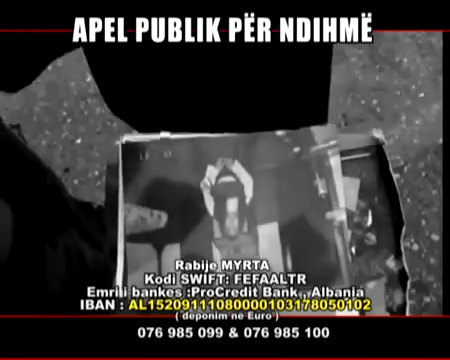 APEL PUBLIK PËR NDIHMË
Rabije MYRTA
Kodi SWIFT: FEFAALTR
Emri i bankes :ProCredit Bank , Albania
IBAN : AL15209111080000103178050102
( deponim në Euro )
076 985 099 & 076 985 100